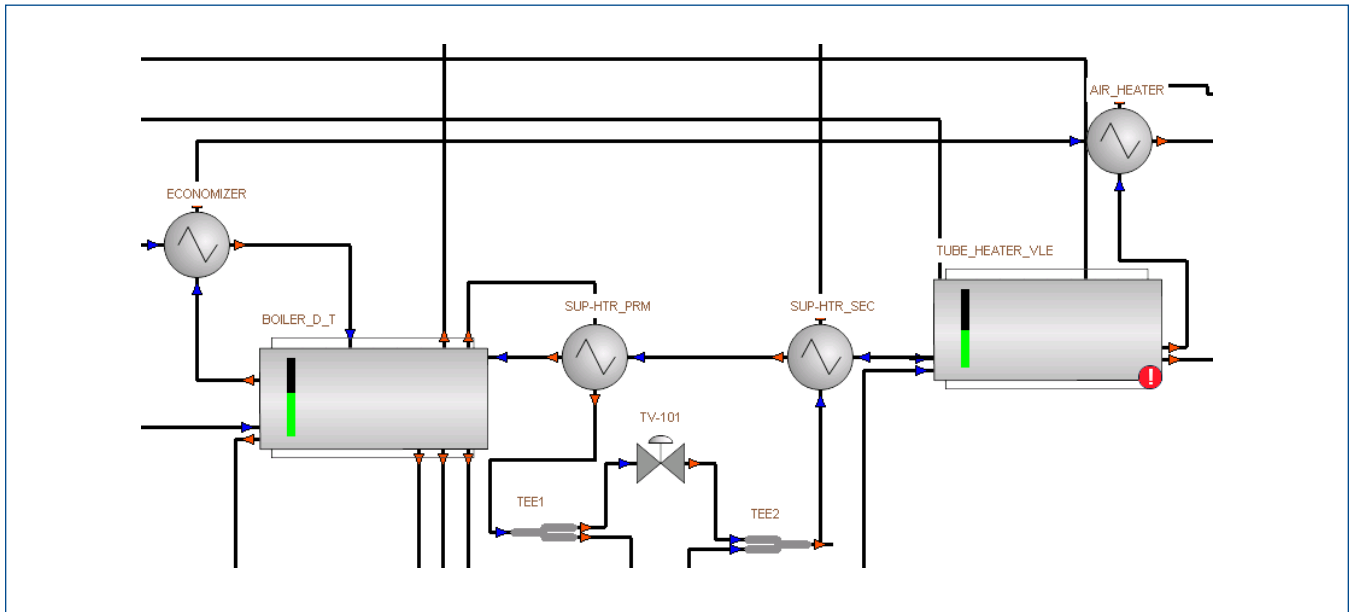 AIR_HEATER
ECONOMIZER
TUBE_HEATER_VLE
SUP-HTR_PRM
SUP-HTR_SEC
BOILER_D_T
TV-101
TEE1
TEE2
!